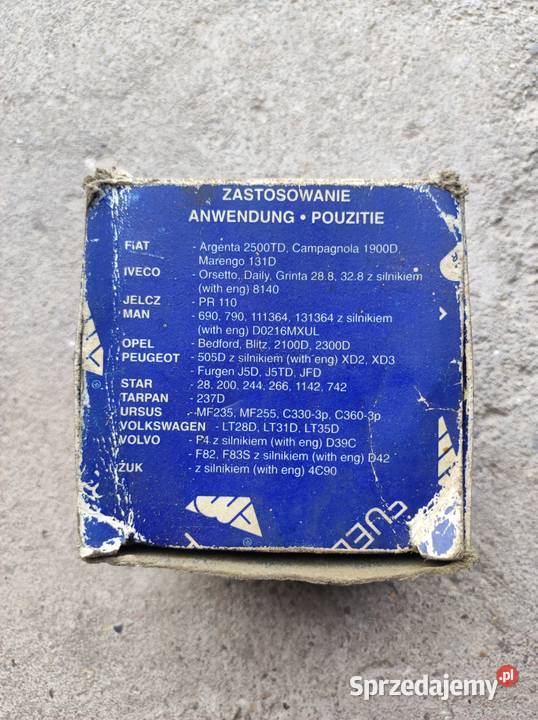 ZASTOSOWANIE
ANWENDUNG • POUZITIE
FIAT - Argenta 2500TD, Campagnola 1900D,
Marengo 131D
IVECO - Orsetto, Daily, Grinta 28.8, 32.8 z silnikiem
(with eng) 8140
JELCZ - PR 110
MAN - 690, 790, 111364, 131364 z silnikiem
(with eng) D0216MXUL
OPEL - Bedford, Blitz, 2100D, 2300D
PEUGEOT - 505D z silnikiem (with eng) XD2, XD3
- Furgen J5D, J5TD, JFD
STAR - 28, 200, 244, 266, 1142, 742
TARPAN - 237D
URSUS - MF235, MF255, C330-3p, C360-3p
VOLKSWAGEN - LT28D, LT31D, LT35D
VOLVO - P4 z silnikiem (with eng) D39C
- F82, F83S z silnikiem (with eng) D42
ŻUK - z silnikiem (with eng) 4C90
FUEL
Sprzedajemy.pl